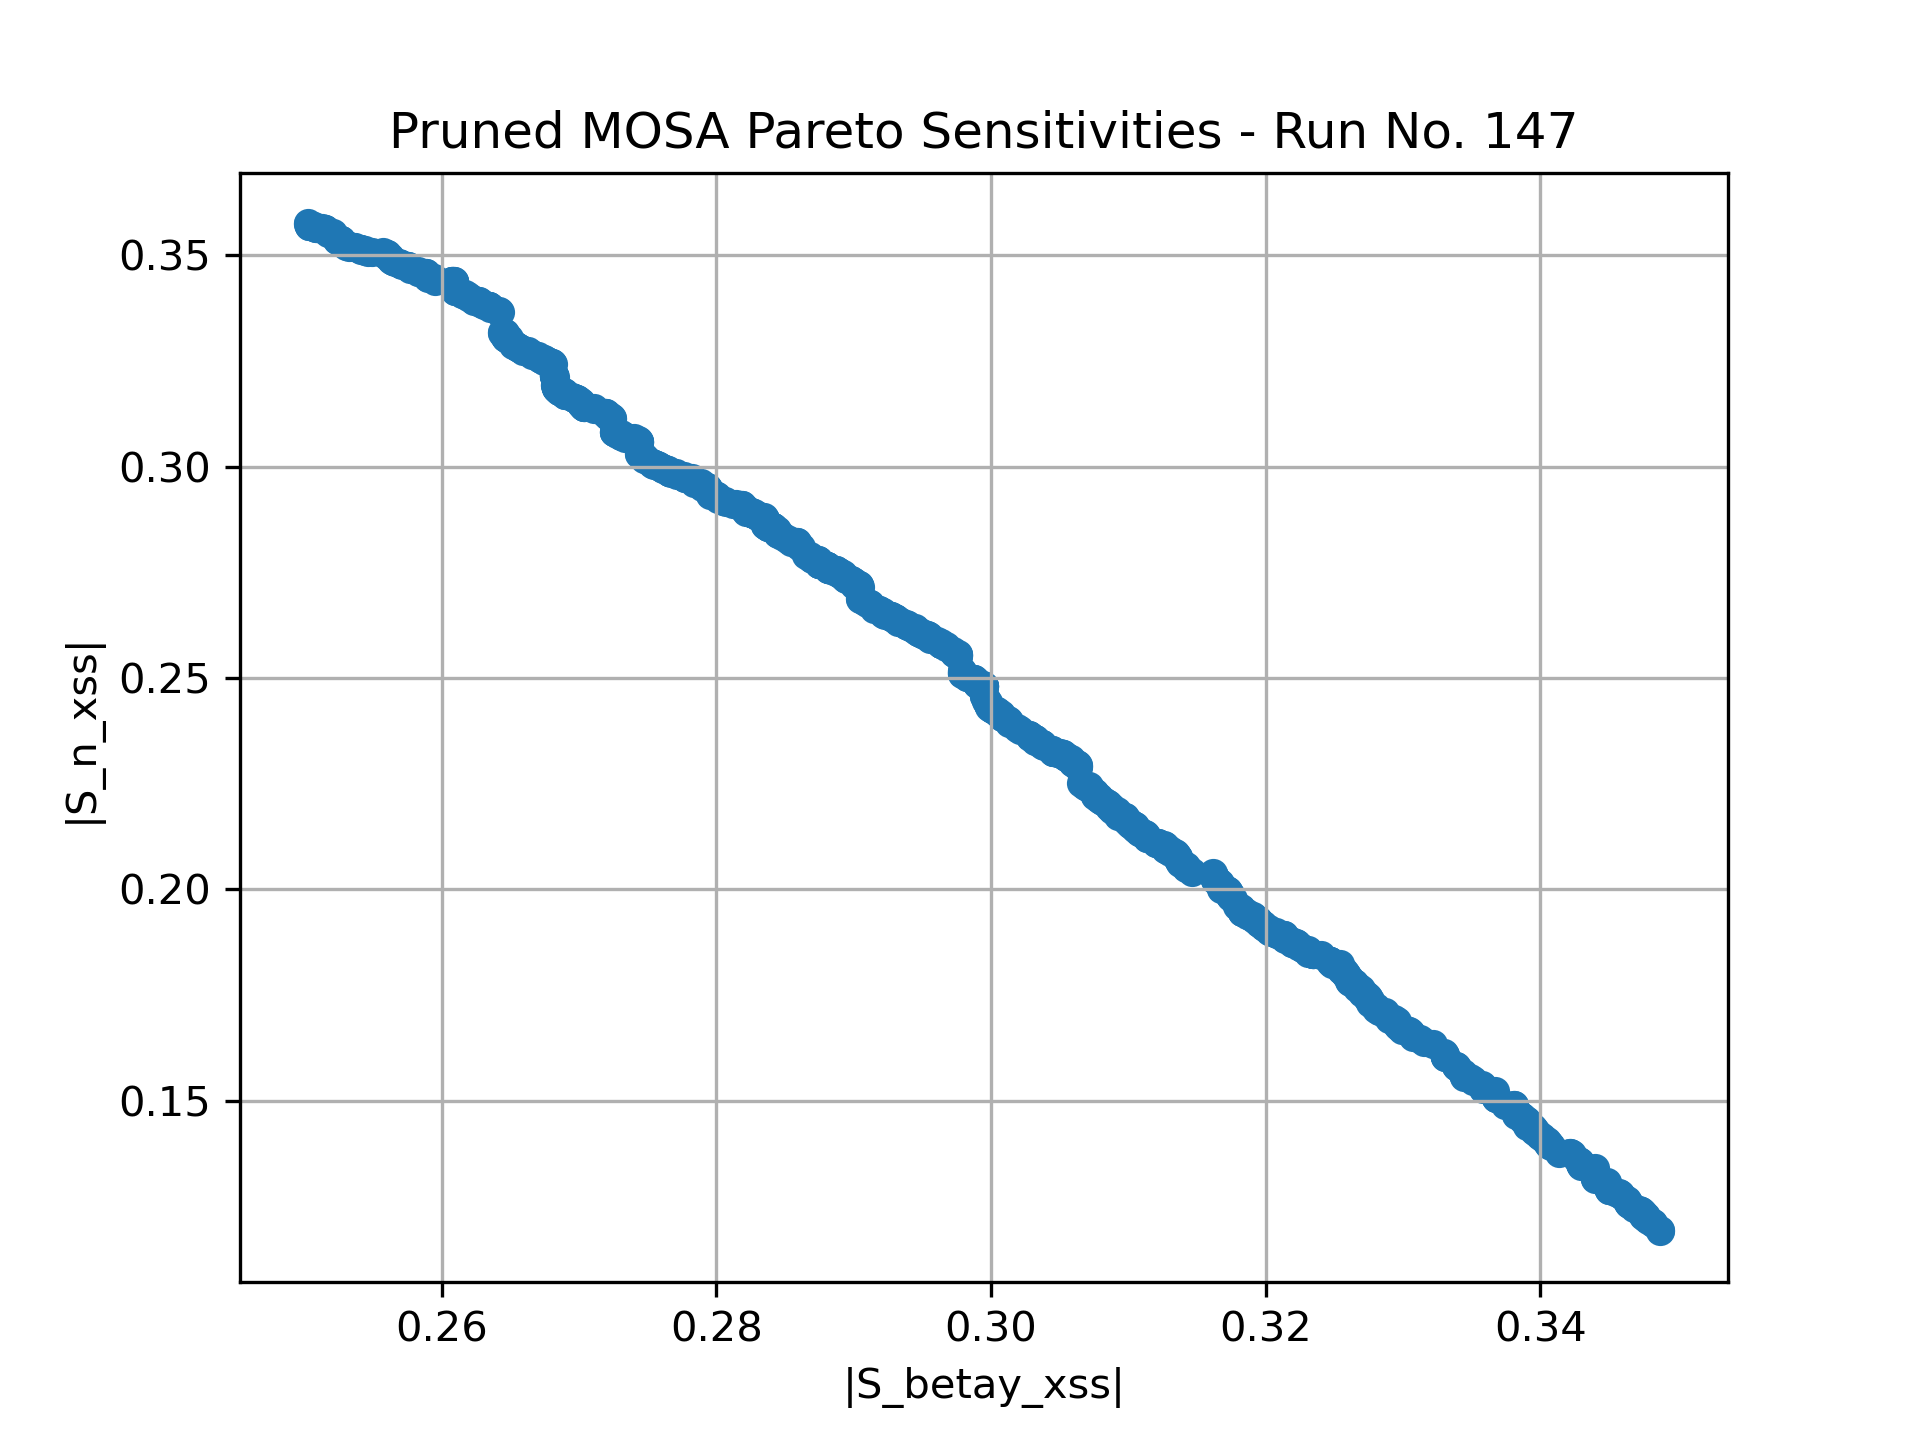 Pruned MOSA Pareto Sensitivities - Run No. 147
0.35
0.30
0.25
0.20
0.15
|S_n_xss|
0.26 0.28 0.30 0.32 0.34
|S_betay_xss|